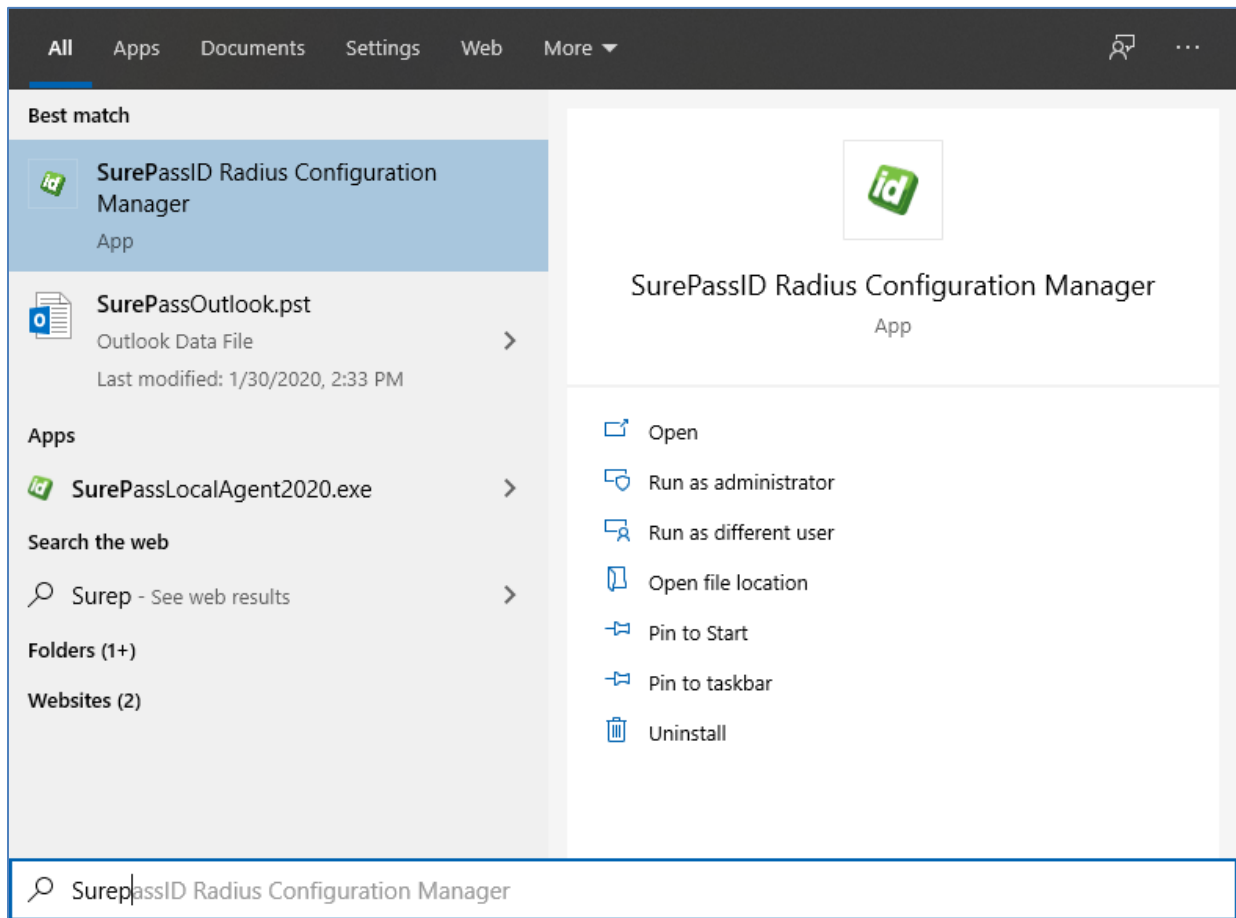 All Apps Documents Settings Web More
Best match
SurePassID Radius Configuration
Manager
App
SurePassOutlook.pst
Outlook Data File
Last modified: 1/30/2020, 2:33 PM
Apps
SurePassLocalAgent2020.exe
Search the web
Surep - See web results
Folders (1+)
Websites (2)
id
SurePassID Radius Configuration Manager
App
Open
Run as administrator
Run as different user
Open file location
Pin to Start
Pin to taskbar
Uninstall
SurepassID Radius Configuration Manager